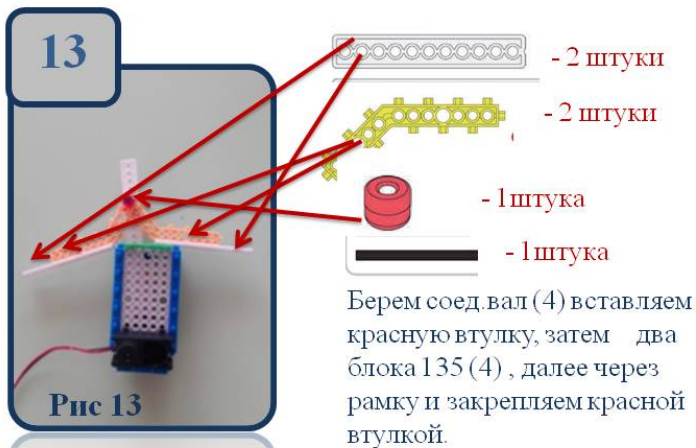 13
- 2 штуки
- 2 штуки
- 1штука
- 1штука
Берем соед.вал (4) вставляем
красную втулку, затем два
блока 135 (4) , далее через
рамку и закрепляем красной
втулкой.
Рис 13